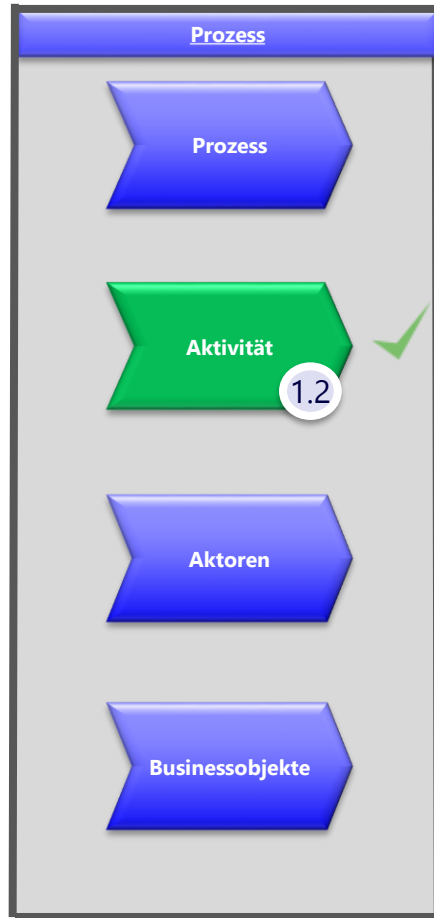 Prozess
Prozess
Aktivität
1.2
Aktoren
Businessobjekte